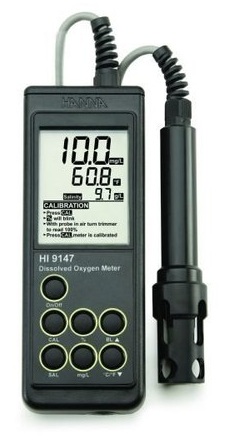 HANNA
10.0 mg/L
60.8 °F
Salinity 9.7 g/L
CALIBRATION
• Press CAL
• % will blink
• With probe in air turn trimmer
to read 100%
• Press CAL meter is calibrated
HI 9147
Dissolved Oxygen Meter
On/Off
CAL % BL ▲
SAL mg/L °C/°F ▼